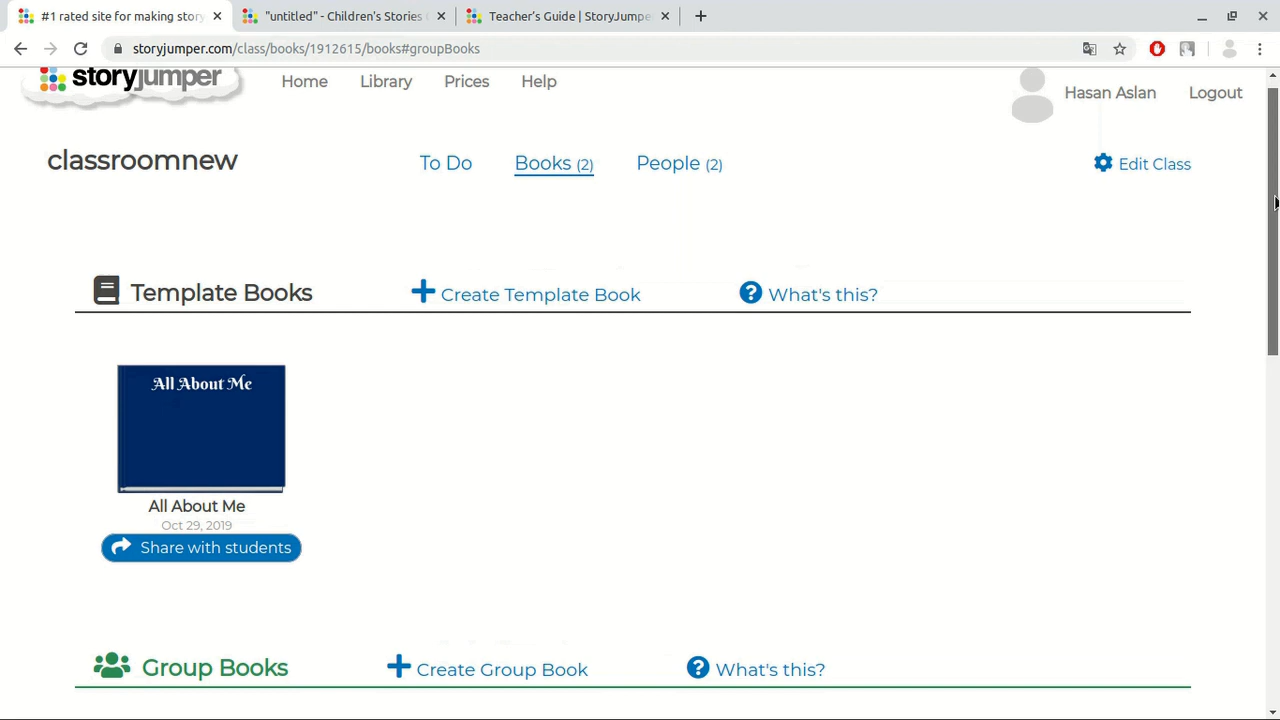 #1 rated site for making story
"untitled" - Children's Stories
Teacher's Guide | StoryJumpe
storyjumper.com/class/books/1912615/books#groupBooks
storyjumper
Home
Library
Prices
Help
Hasan Aslan
Logout
classroomnew
To Do
Books (2)
People (2)
Edit Class
Template Books
Create Template Book
What's this?
All About Me
All About Me
Oct 29, 2019
Share with students
Group Books
Create Group Book
What's this?